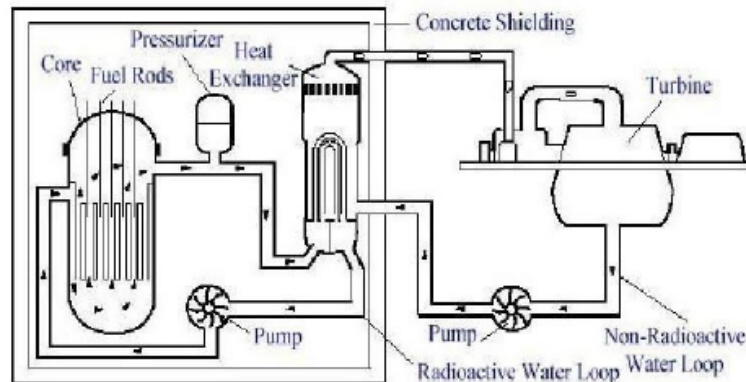 Concrete Shielding
Pressurizer
Heat
Exchanger
Core
Fuel Rods
Turbine
Pump
Pump
Radioactive Water Loop
Non-Radioactive
Water Loop